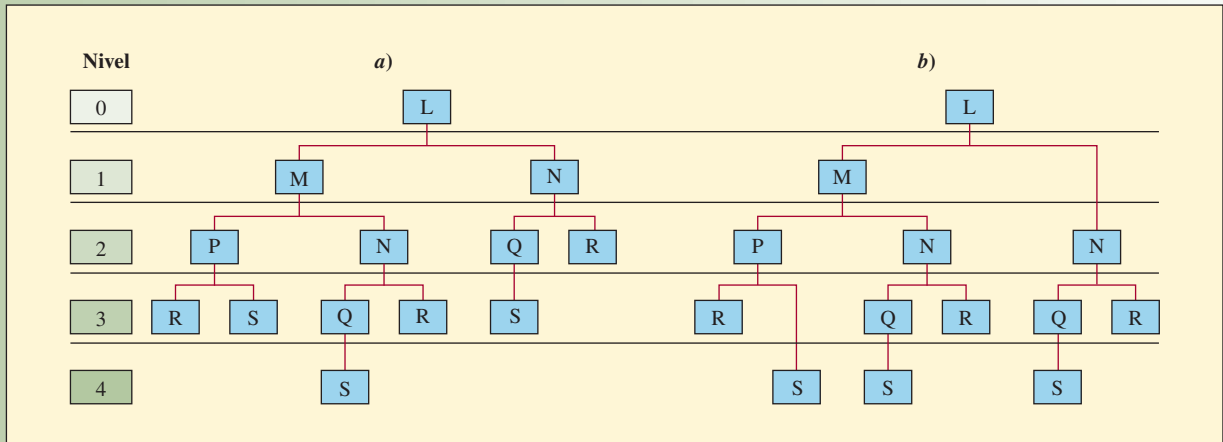 Nivel a) b)
0 L L
1 M N M
2 P N Q R P N N
3 R S Q R S R Q R Q R
4 S S S S